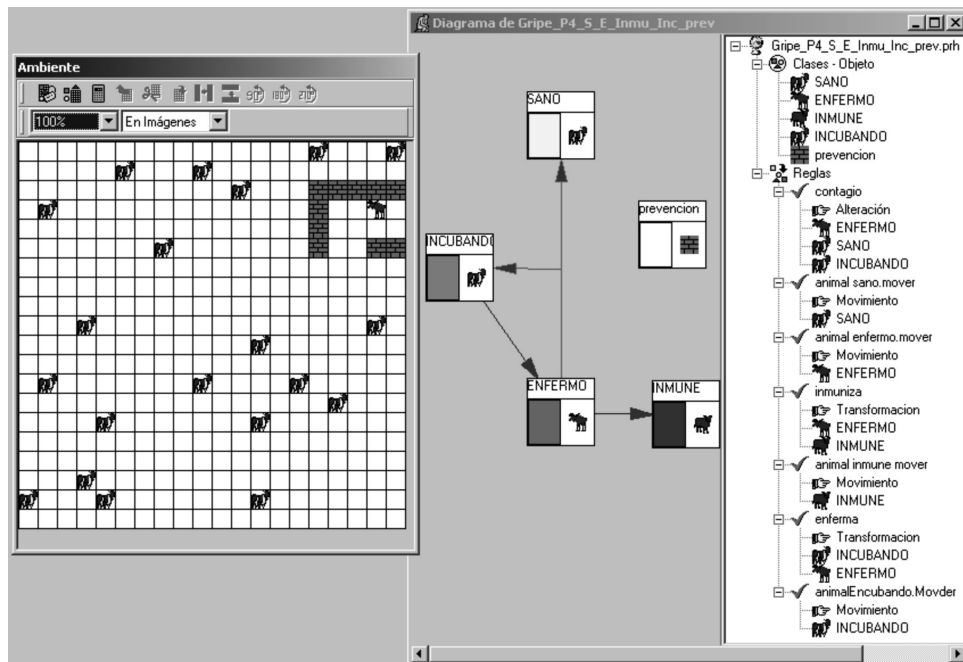 Diagrama de Gripe_P4_S_E_Inmu_Inc_prev
Ambiente
100%
En Imágenes
SANO
prevencion
INCUBANDO
ENFERMO
INMUNE
Gripe_P4_S_E_Inmu_Inc_prev.prh
Clases - Objeto
SANO
ENFERMO
INMUNE
INCUBANDO
prevencion
Reglas
contagio
Alteración
ENFERMO
SANO
INCUBANDO
animal sano.mover
Movimiento
SANO
animal enfermo.mover
Movimiento
ENFERMO
inmuniza
Transformacion
ENFERMO
INMUNE
animal inmune mover
Movimiento
INMUNE
enferma
Transformacion
INCUBANDO
ENFERMO
animalEncubando.Movder
Movimiento
INCUBANDO